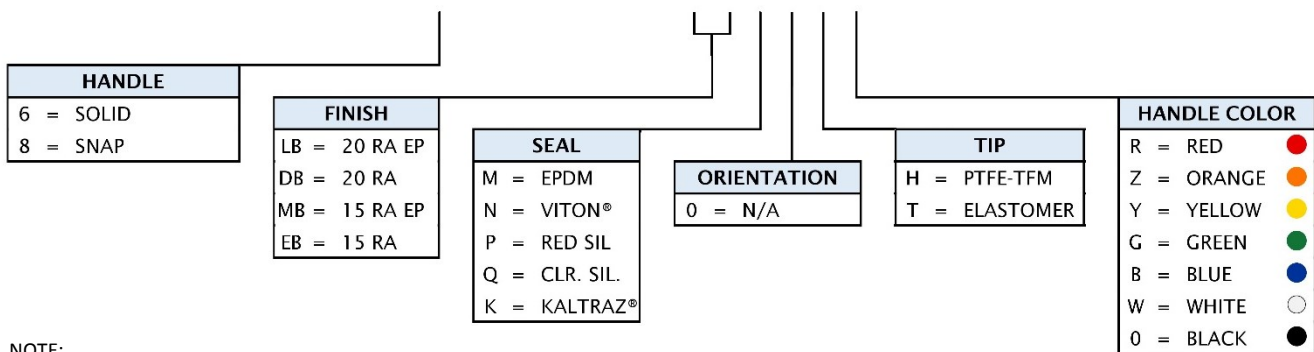 HANDLE
6 = SOLID
8 = SNAP
FINISH
LB = 20 RA EP
DB = 20 RA
MB = 15 RA EP
EB = 15 RA
SEAL
M = EPDM
N = VITON®
P = RED SIL
Q = CLR. SIL.
K = KALTRAZ®
ORIENTATION
0 = N/A
TIP
H = PTFE-TFM
T = ELASTOMER
HANDLE COLOR
R = RED
Z = ORANGE
Y = YELLOW
G = GREEN
B = BLUE
W = WHITE
0 = BLACK
NOTE: